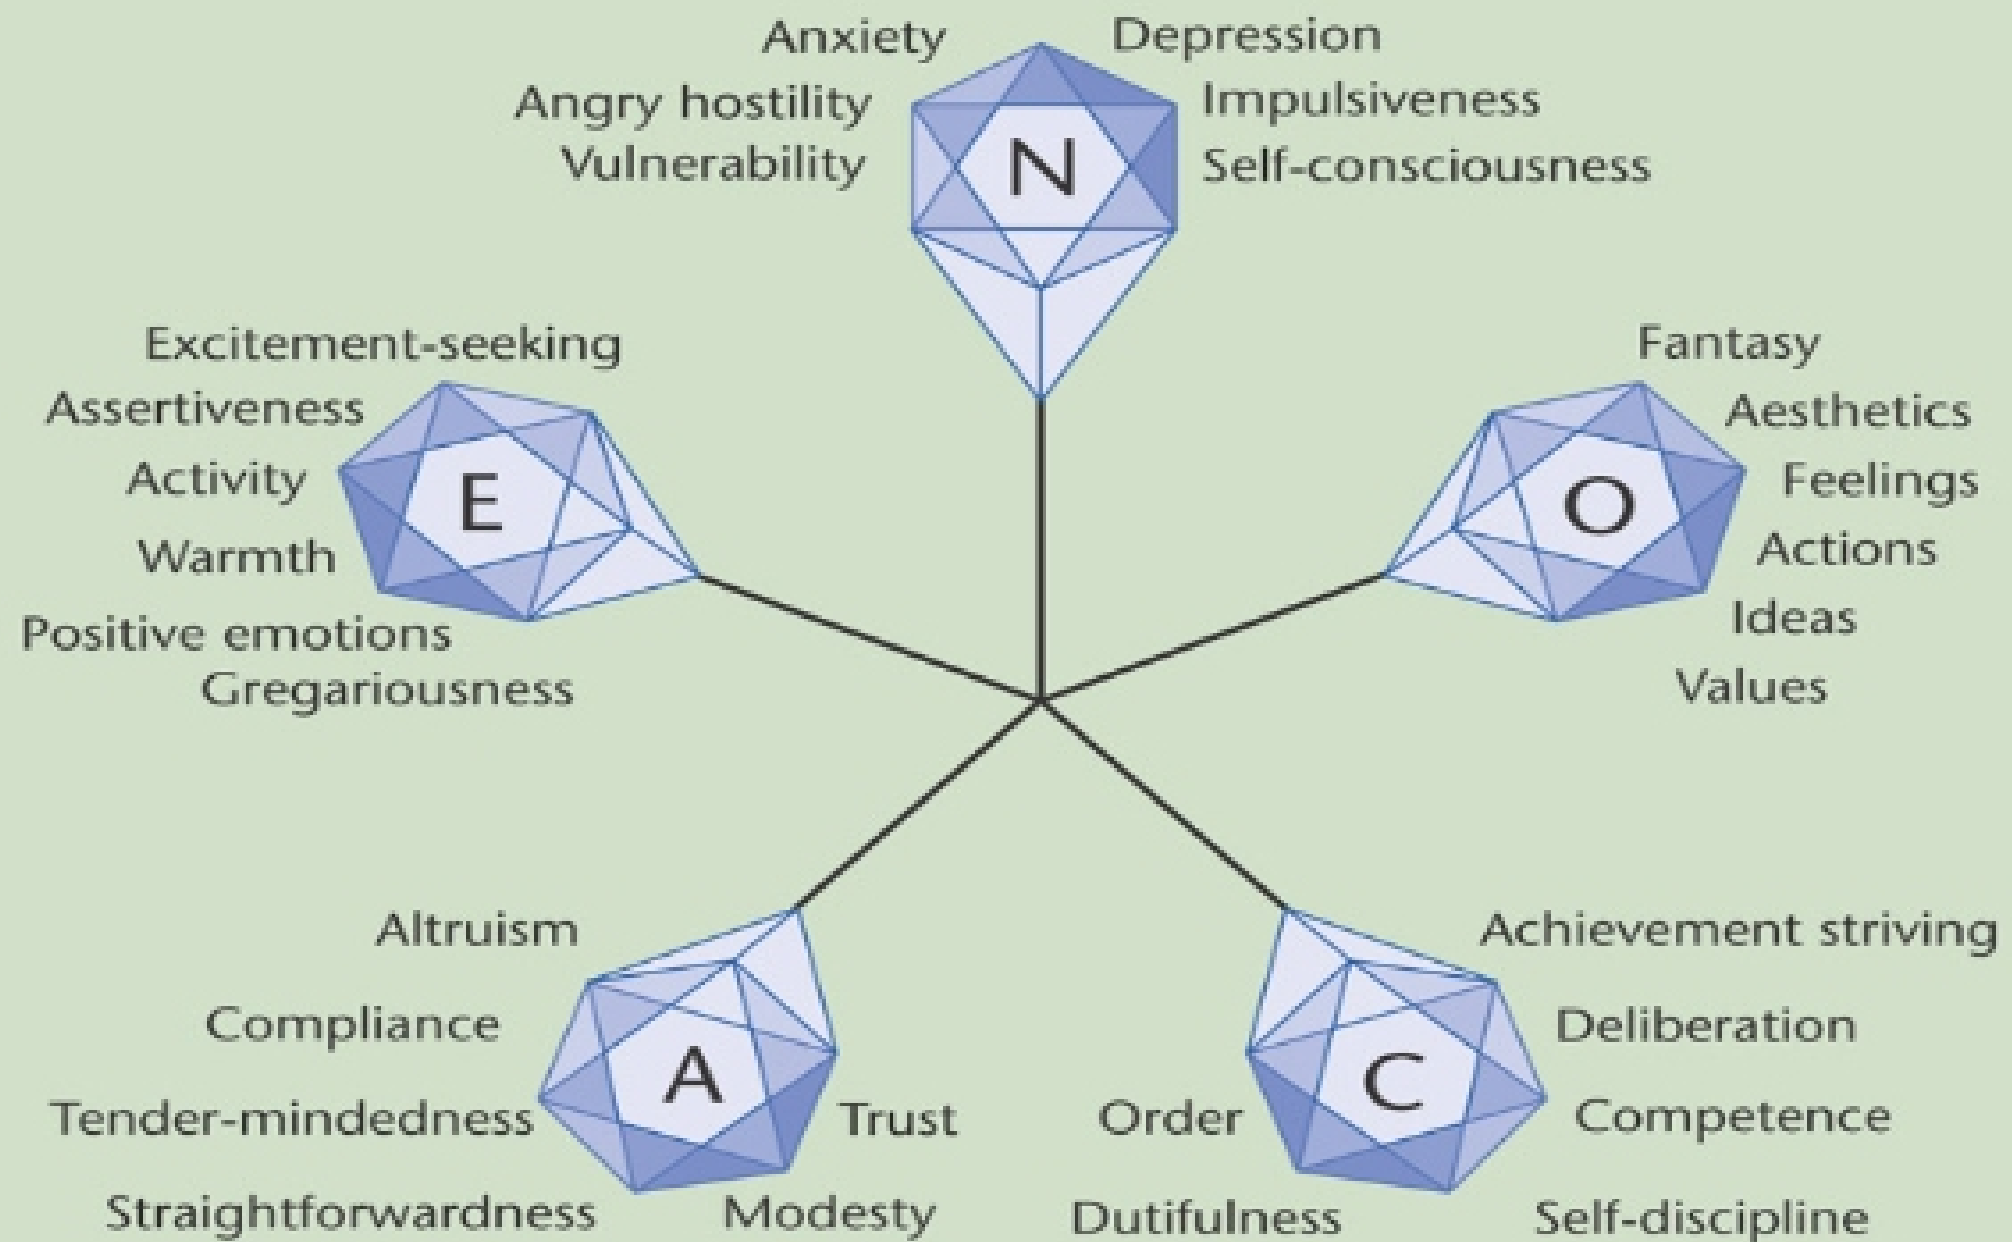 Anxiety
Depression
Angry hostility
Impulsiveness
Vulnerability
N
Self-consciousness
Excitement-seeking
Assertiveness
Activity
E
Warmth
Positive emotions
Gregariousness
Fantasy
Aesthetics
Feelings
O
Actions
Ideas
Values
Altruism
Compliance
A
Tender-mindedness
Trust
Straightforwardness
Modesty
Achievement striving
Deliberation
C
Order
Competence
Dutifulness
Self-discipline